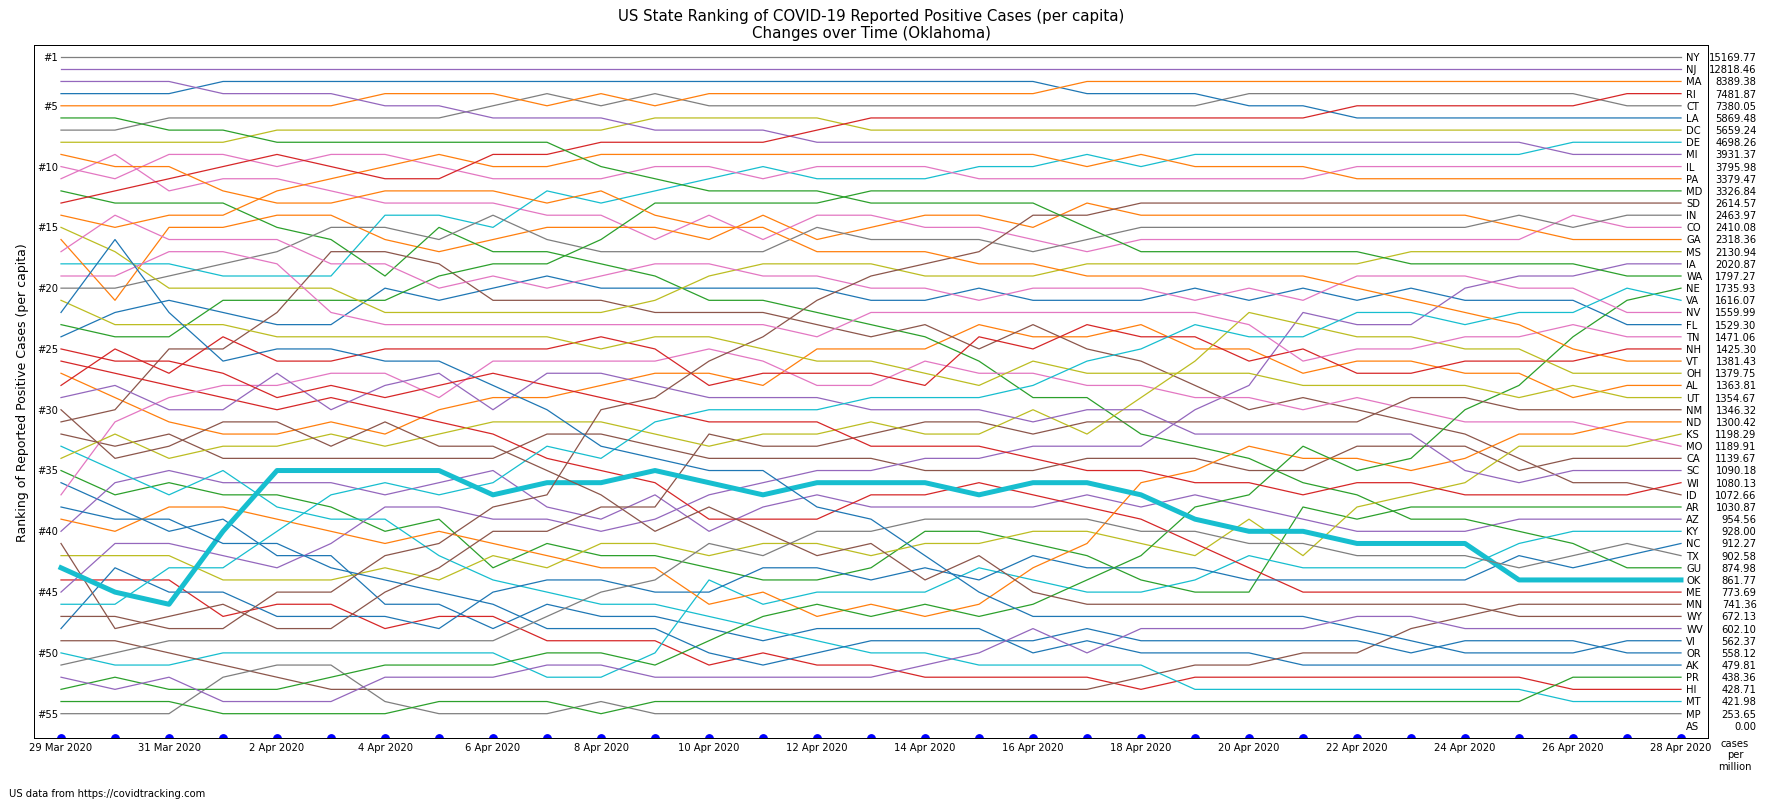 US State Ranking of COVID-19 Reported Positive Cases (per capita)
Changes over Time (Oklahoma)
Ranking of Reported Positive Cases (per capita)
#1
#5
#10
#15
#20
#25
#30
#35
#40
#45
#50
#55
NY 15169.77
NJ 12818.46
MA 8389.38
RI 7481.87
CT 7380.05
LA 5869.48
DC 5659.24
DE 4698.26
MI 3931.37
IL 3795.98
PA 3379.47
MD 3326.84
SD 2614.57
IN 2463.97
CO 2410.08
GA 2318.36
MS 2130.94
IA 2020.87
WA 1797.27
NE 1735.93
VA 1616.07
NV 1559.99
FL 1529.30
TN 1471.06
NH 1425.30
VT 1381.43
OH 1379.75
AL 1363.81
UT 1354.67
NM 1346.32
ND 1300.42
KS 1198.29
MO 1189.91
CA 1139.67
SC 1090.18
WI 1080.13
ID 1072.66
AR 1030.87
AZ 954.56
KY 928.00
NC 912.27
TX 902.58
GU 874.98
OK 861.77
ME 773.69
MN 741.36
WY 672.13
WV 602.10
VI 562.37
OR 558.12
AK 479.81
PR 438.36
HI 428.71
MT 421.98
MP 253.65
AS 0.00
29 Mar 2020 31 Mar 2020 2 Apr 2020 4 Apr 2020 6 Apr 2020 8 Apr 2020 10 Apr 2020 12 Apr 2020 14 Apr 2020 16 Apr 2020 18 Apr 2020 20 Apr 2020 22 Apr 2020 24 Apr 2020 26 Apr 2020 28 Apr 2020
cases
per
million
US data from https://covidtracking.com